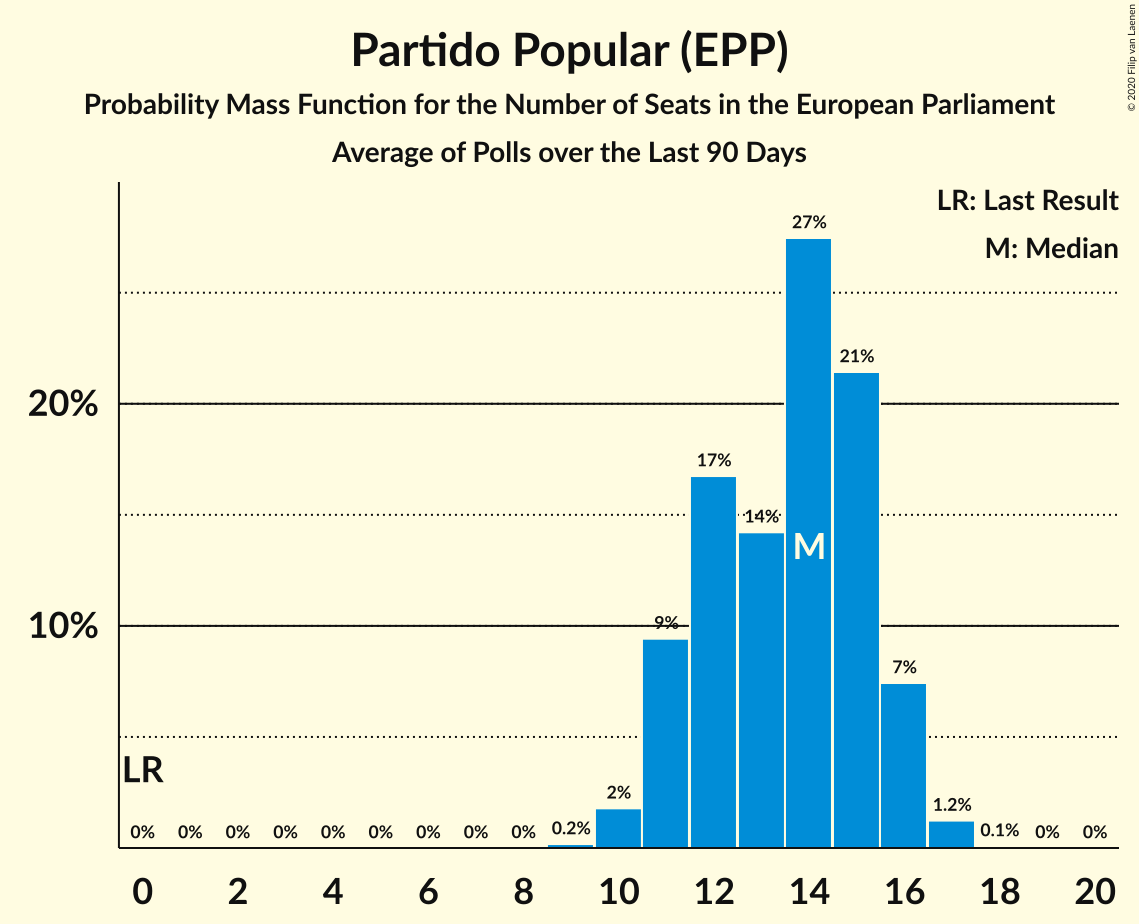 Partido Popular (EPP)
Probability Mass Function for the Number of Seats in the European Parliament
Average of Polls over the Last 90 Days
© 2020 Filip van Laenen
LR: Last Result
M: Median
27%
21%
20%
17%
14%
M
10%
9%
7%
LR
0% 0% 0% 0% 0% 0% 0% 0% 0% 0.2% 2% 1.2% 0.1% 0% 0%
0 2 4 6 8 10 12 14 16 18 20